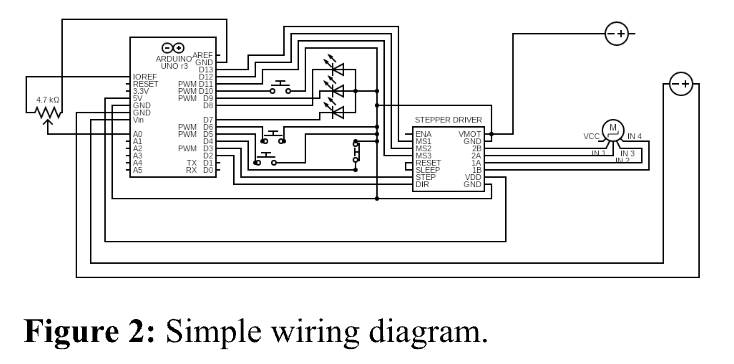 ARDUINO
UNO r3
AREF
GND
D13
D12
PWM D11
PWM D10
PWM D9
D8
D7
PWM D6
PWM D5
D4
PWM D3
D2
TX D1
RX D0
IOREF
RESET
3.3V
5V
GND
GND
Vin
A0
A1
A2
A3
A4
A5
4.7 kΩ
STEPPER DRIVER
ENA
MS1
MS2
MS3
RESET
SLEEP
STEP
DIR
VMOT
GND
2B
2A
1A
1B
VDD
GND
M
VCC
IN 4
IN 1
IN 3
IN 2
Figure 2: Simple wiring diagram.